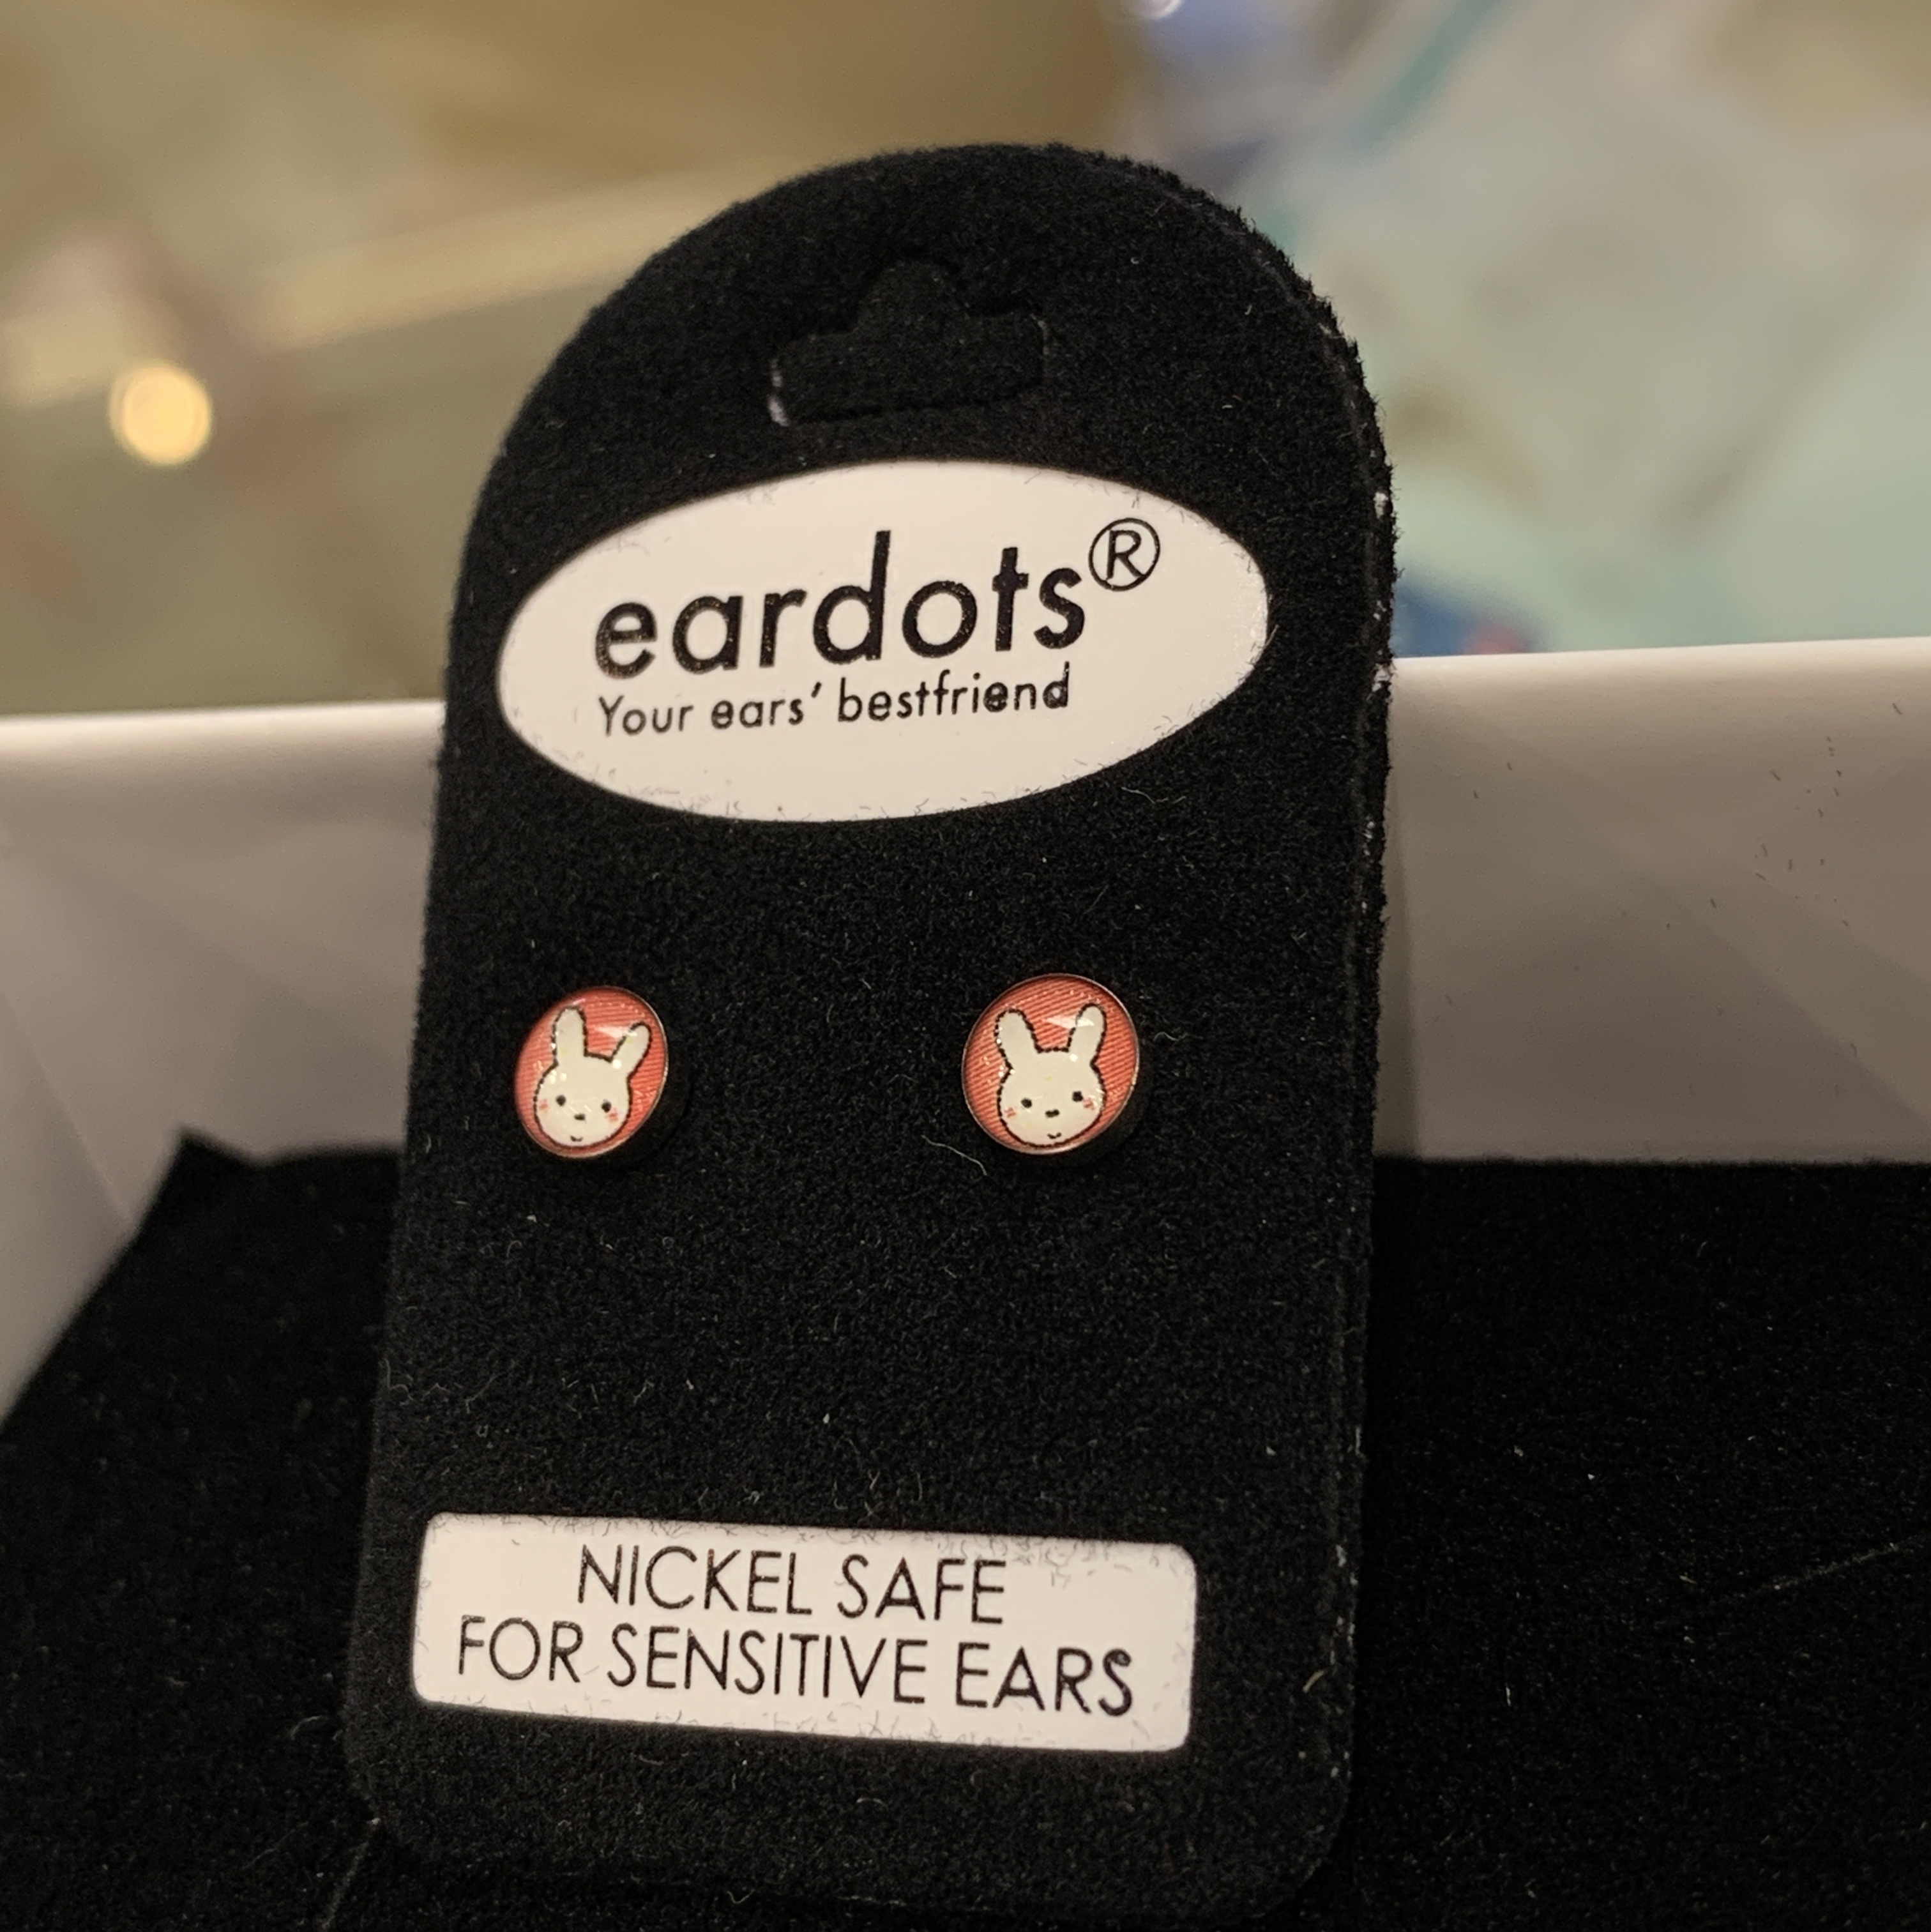 eardots®
Your ears’ bestfriend
NICKEL SAFE
FOR SENSITIVE EARS